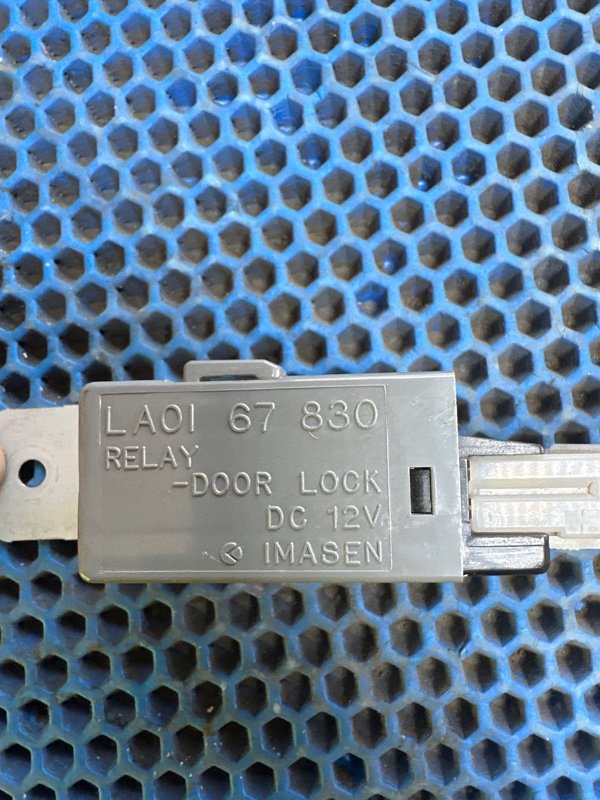 LA01 67 830
RELAY
-DOOR LOCK
DC 12V
IMASEN